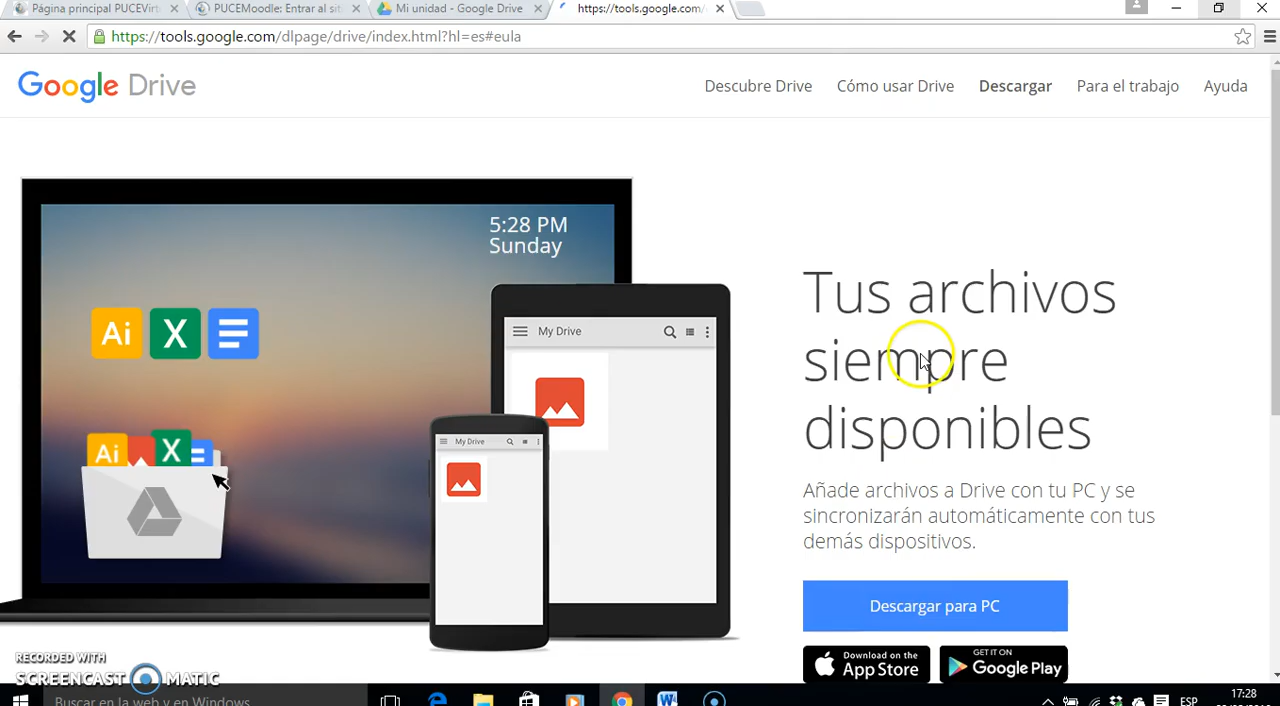 Página principal PUCEVirt
PUCEMoodle: Entrar al sit
Mi unidad - Google Drive
https://tools.google.com/
https://tools.google.com/dlpage/drive/index.html?hl=es#eula
Google Drive
Descubre Drive
Cómo usar Drive
Descargar
Para el trabajo
Ayuda
5:28 PM
Sunday
Ai
X
My Drive
Ai
X
My Drive
Tus archivos
siempre
disponibles
Añade archivos a Drive con tu PC y se
sincronizarán automáticamente con tus
demás dispositivos.
Descargar para PC
Download on the
App Store
GET IT ON
Google Play
RECORDED WITH
SCREENCAST MATIC
Buscar en la web y en Windows
ESP
17:28